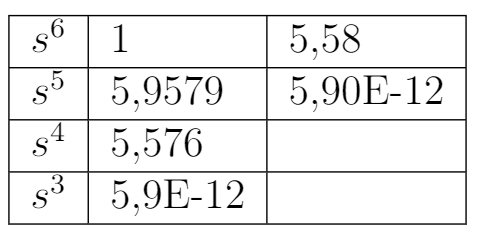 s⁶ 1 5,58
s⁵ 5,9579 5,90E-12
s⁴ 5,576
s³ 5,9E-12